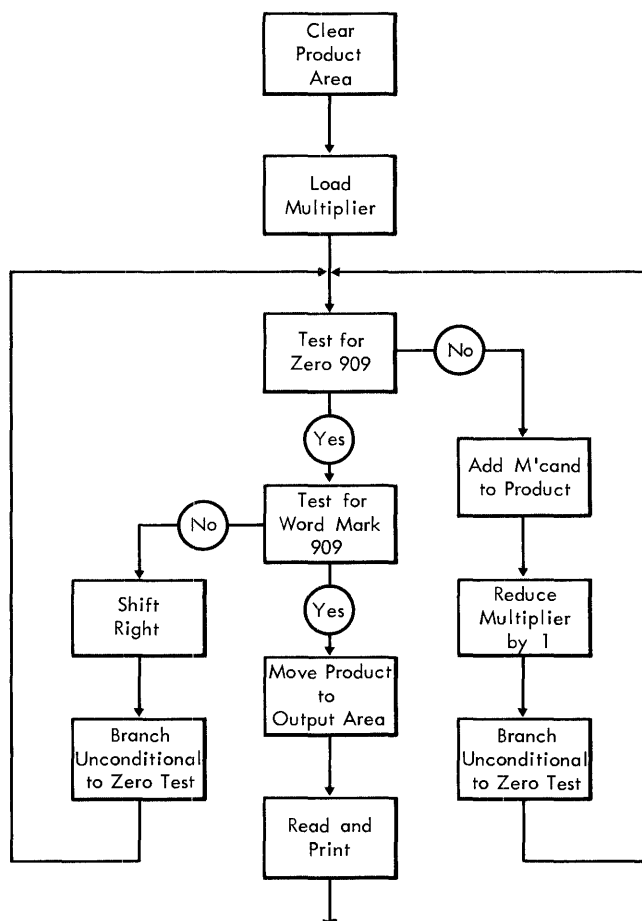 Clear
Product
Area
Load
Multiplier
Test for
Zero 909
No
Yes
Add M'cand
to Product
Test for
Word Mark
909
No
Shift
Right
Yes
Reduce
Multiplier
by 1
Move Product
to
Output Area
Branch
Unconditional
to Zero Test
Branch
Unconditional
to Zero Test
Read and
Print